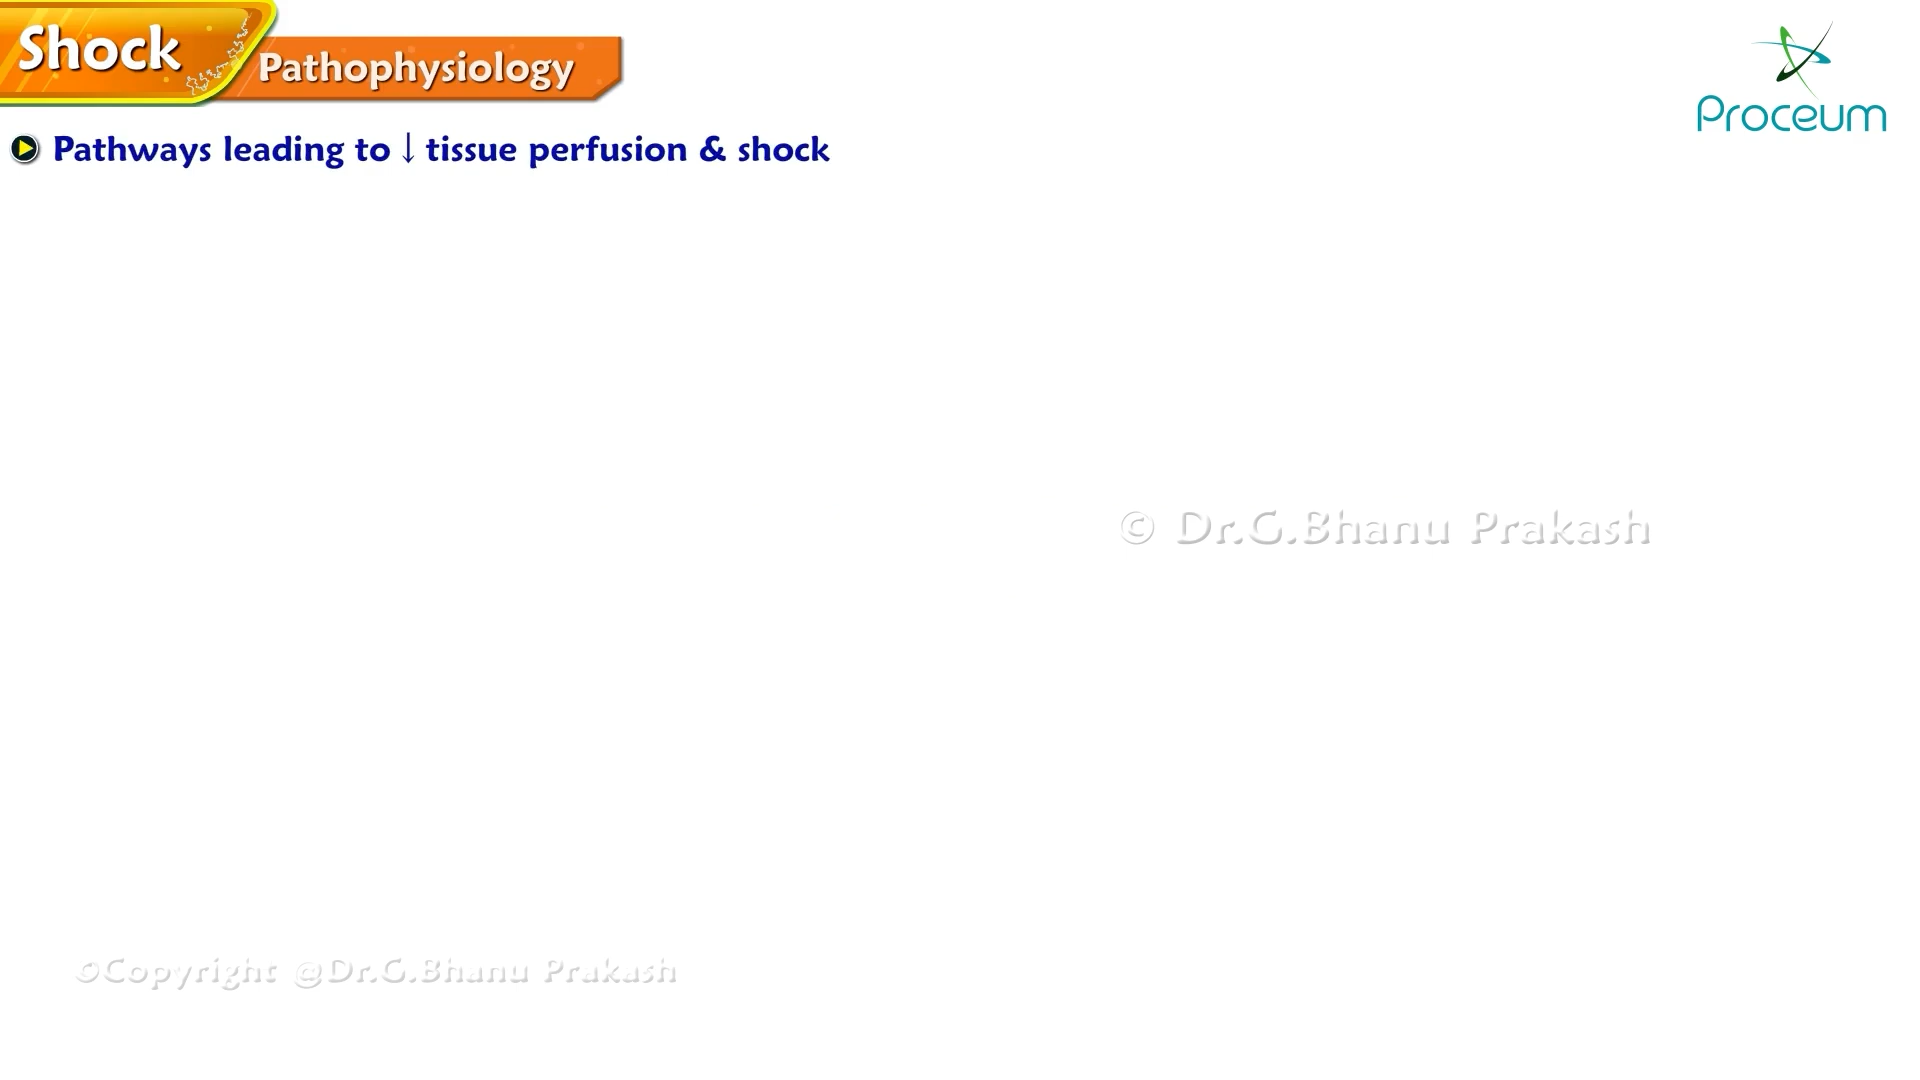 Shock
Pathophysiology
Proceum
Pathways leading to ↓ tissue perfusion & shock
© Dr.G.Bhanu Prakash
©Copyright @Dr.G.Bhanu Prakash